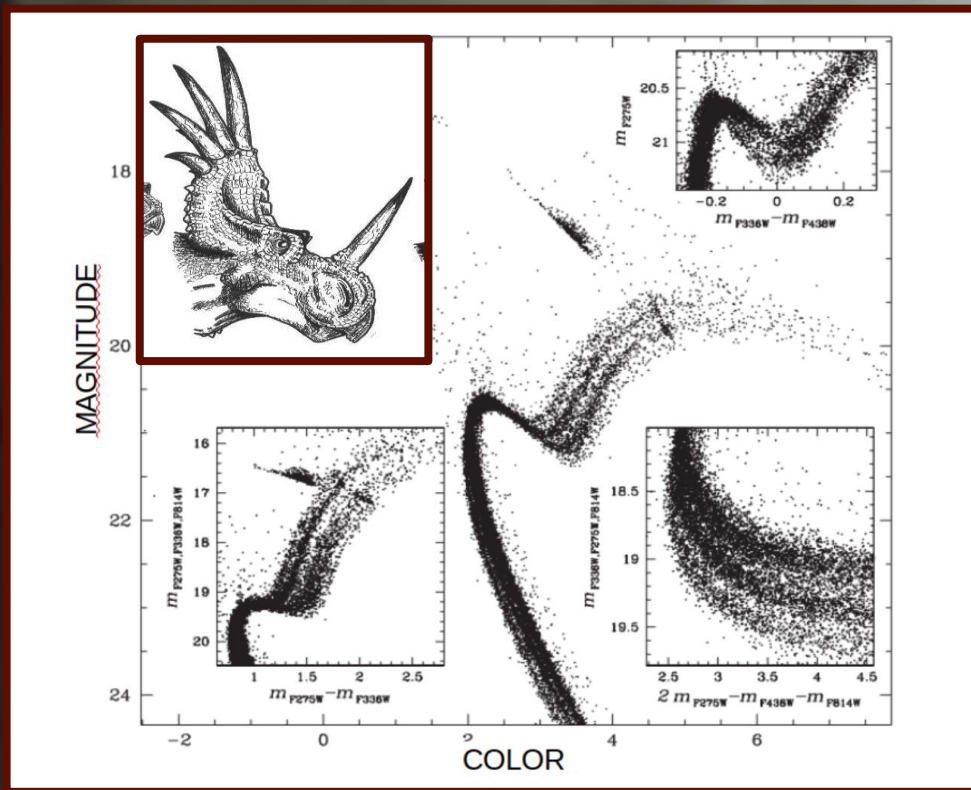 18
20
22
24
MAGNITUDE
-2 0 2 4 6
COLOR
20.5
21
m F275W
-0.2 0 0.2
m F336W - m F438W
16
17
18
19
20
m F275W,F336W,F814W
1 1.5 2 2.5
m F275W - m F336W
18.5
19
19.5
m F336W,F275W,F814W
2.5 3 3.5 4 4.5
2 m F275W - m F438W - m F814W